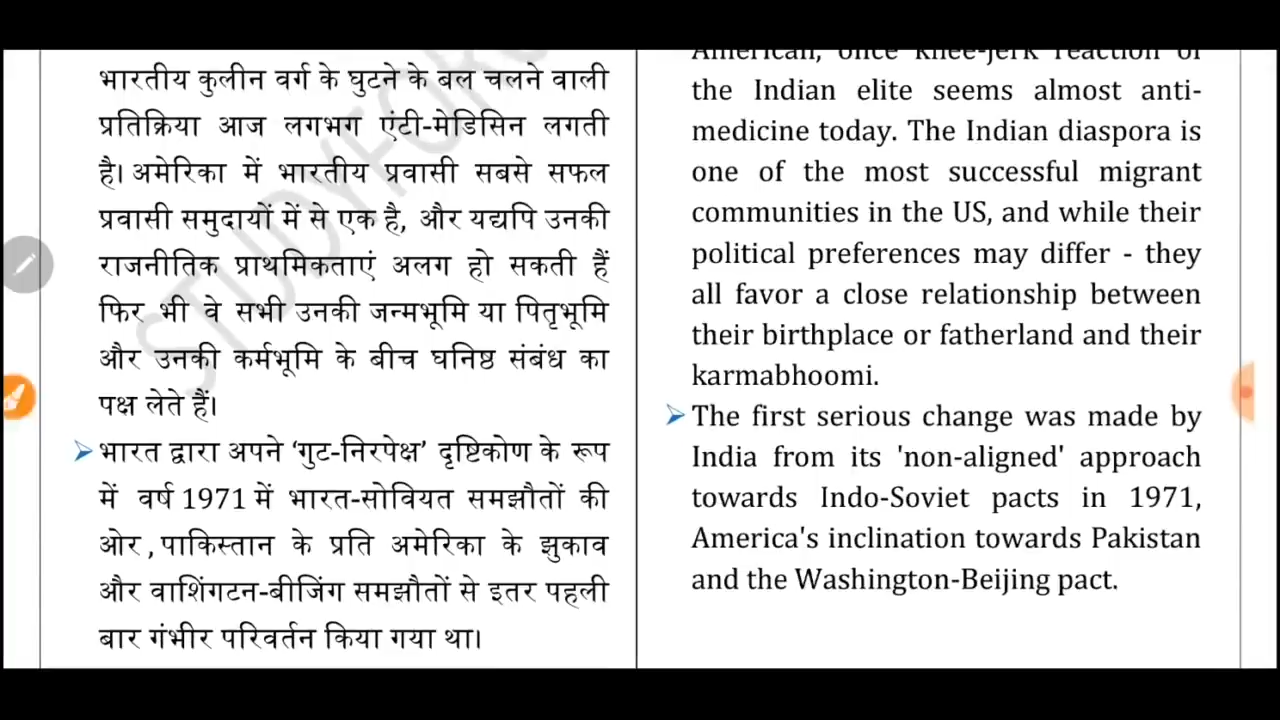 भारतीय कुलीन वर्ग के घुटने के बल चलने वाली
प्रतिक्रिया आज लगभग एंटी-मेडिसिन लगती
है। अमेरिका में भारतीय प्रवासी सबसे सफल
प्रवासी समुदायों में से एक है, और यद्यपि उनकी
राजनीतिक प्राथमिकताएं अलग हो सकती हैं
फिर भी वे सभी उनकी जन्मभूमि या पितृभूमि
और उनकी कर्मभूमि के बीच घनिष्ठ संबंध का
पक्ष लेते हैं।
भारत द्वारा अपने ‘गुट-निरपेक्ष’ दृष्टिकोण के रूप
में वर्ष 1971 में भारत-सोवियत समझौतों की
ओर ,पाकिस्तान के प्रति अमेरिका के झुकाव
और वाशिंगटन-बीजिंग समझौतों से इतर पहली
बार गंभीर परिवर्तन किया गया था।
American, once knee-jerk reaction of
the Indian elite seems almost anti-
medicine today. The Indian diaspora is
one of the most successful migrant
communities in the US, and while their
political preferences may differ - they
all favor a close relationship between
their birthplace or fatherland and their
karmabhoomi.
The first serious change was made by
India from its 'non-aligned' approach
towards Indo-Soviet pacts in 1971,
America's inclination towards Pakistan
and the Washington-Beijing pact.